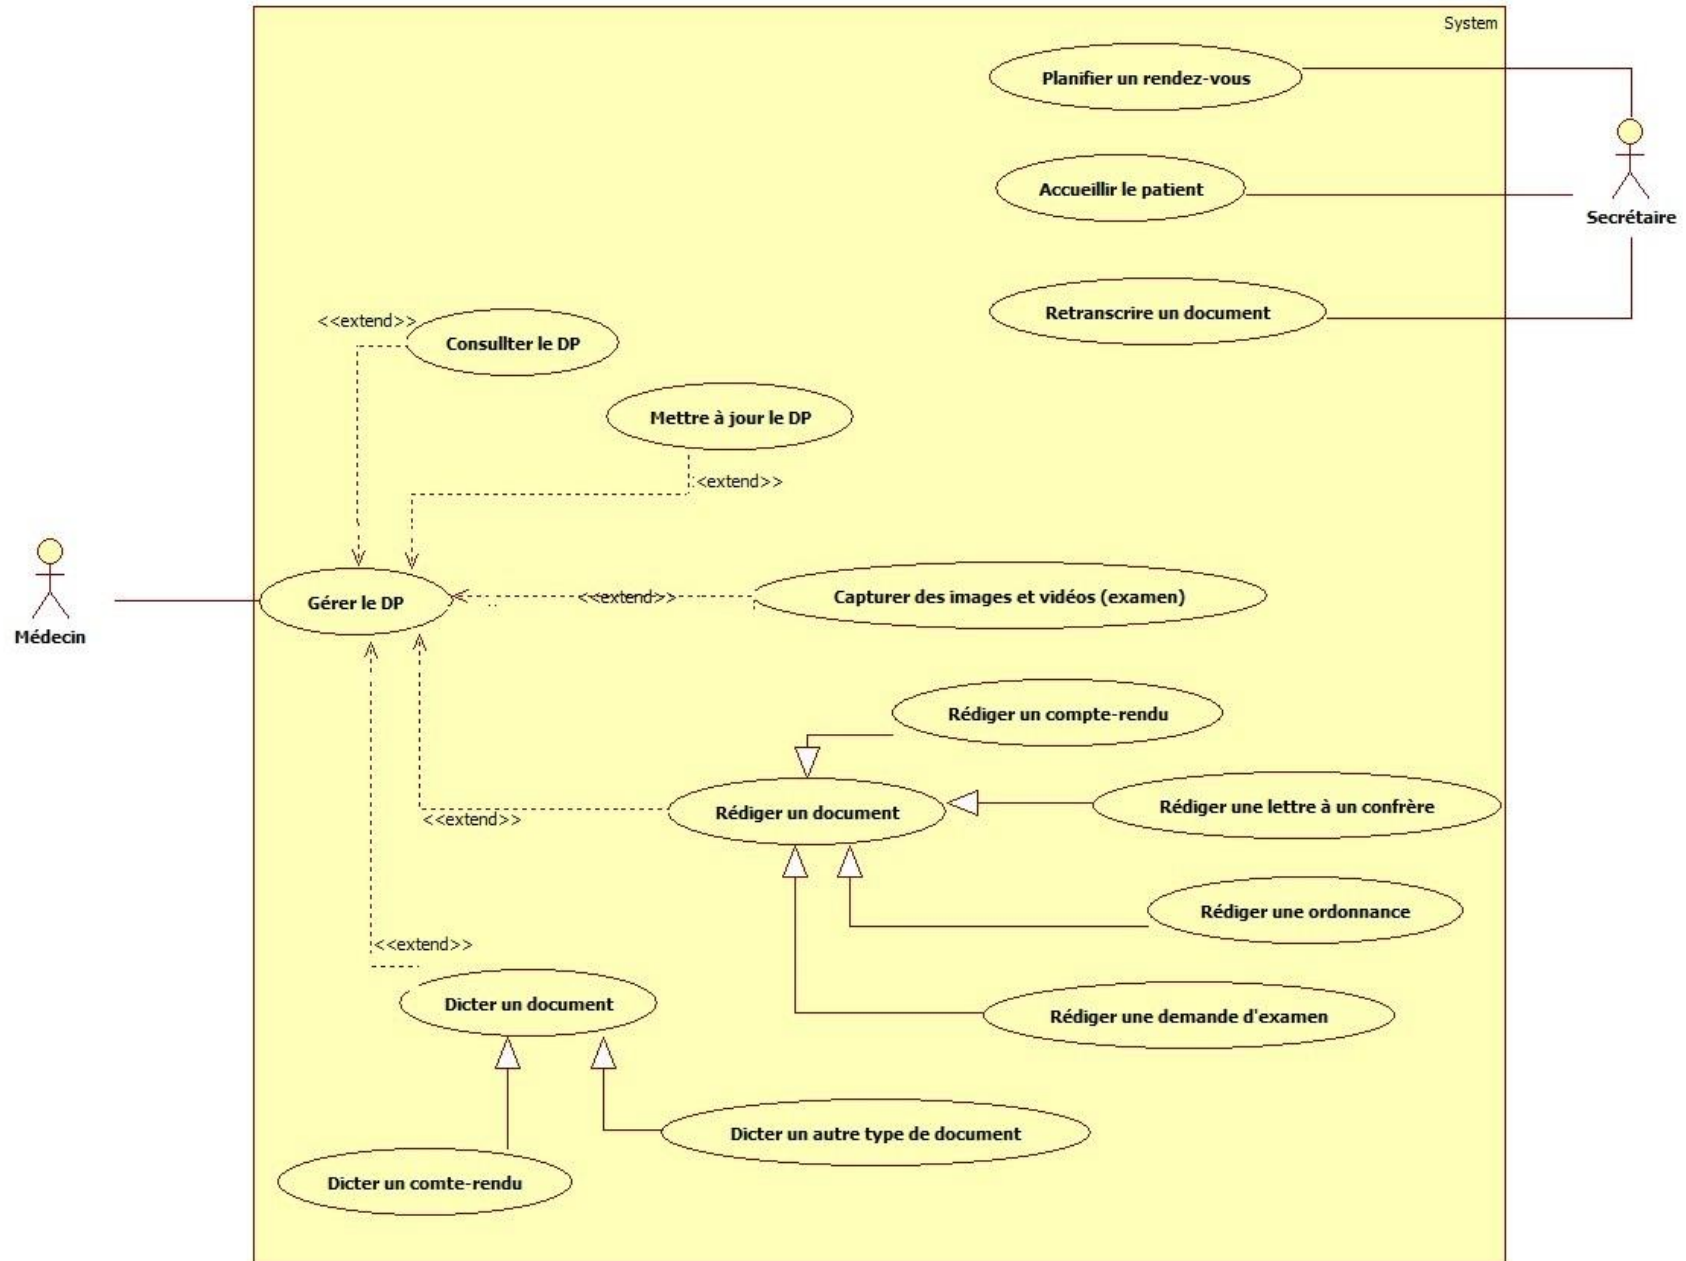 System
Planifier un rendez-vous
Accueillir le patient
Secrétaire
Retranscrire un document
<<extend>>
Consullter le DP
Mettre à jour le DP
<extend>>
Médecin
Gérer le DP
<<extend>>
Capturer des images et vidéos (examen)
Rédiger un compte-rendu
Rédiger un document
Rédiger une lettre à un confrère
<<extend>>
Rédiger une ordonnance
<<extend>>
Dicter un document
Rédiger une demande d'examen
Dicter un autre type de document
Dicter un comte-rendu